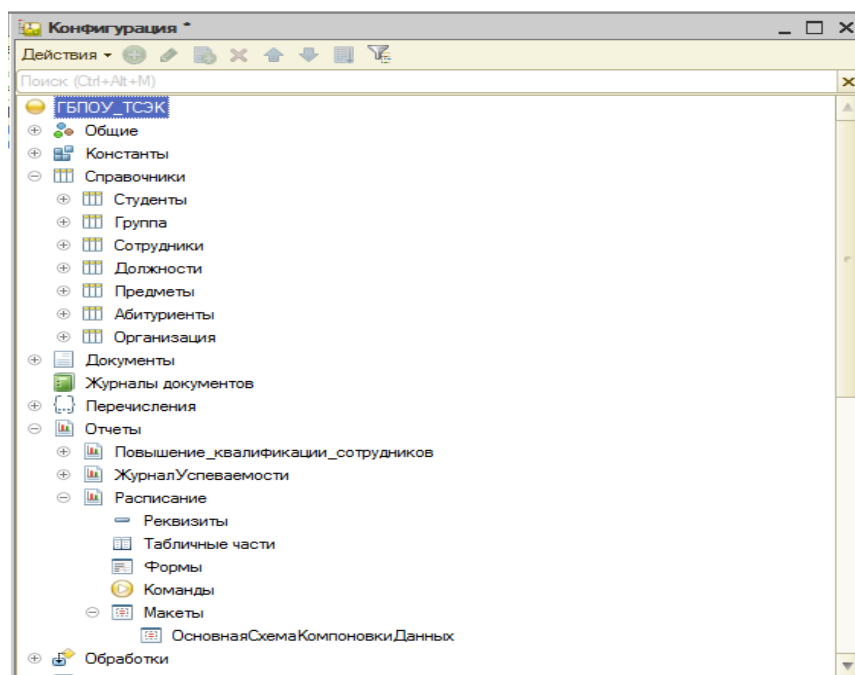 Конфигурация *
Действия
Поиск (Ctrl+Alt+M)
ГБПОУ_ТСЭК
Общие
Константы
Справочники
Студенты
Группа
Сотрудники
Должности
Предметы
Абитуриенты
Организация
Документы
Журналы документов
Перечисления
Отчеты
Повышение_квалификации_сотрудников
ЖурналУспеваемости
Расписание
Реквизиты
Табличные части
Формы
Команды
Макеты
ОсновнаяСхемаКомпоновкиДанных
Обработки